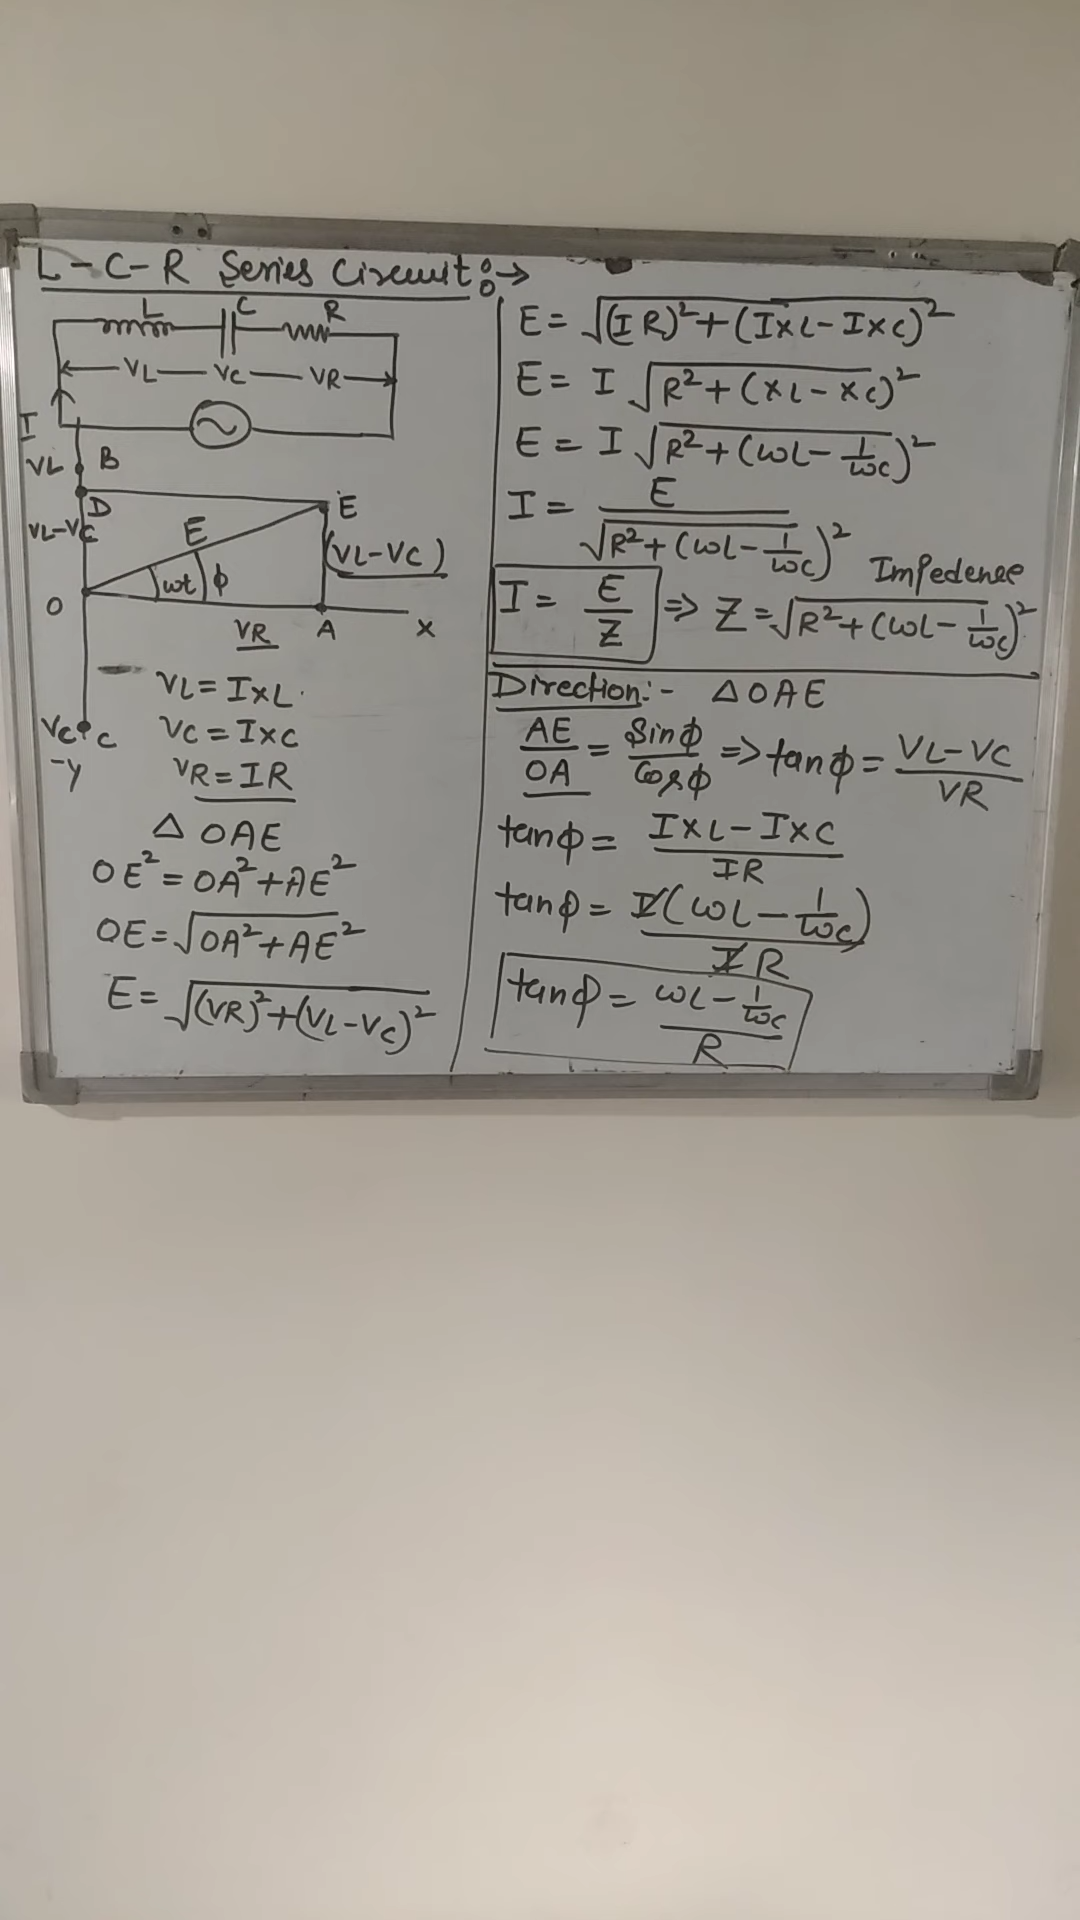 L-C-R Series Circuit :→
L C R
VL VC VR
I
VL B
D E
VL-VC E (VL-VC)
ωt φ
O VR A X
VL = IXL
VC C VC = IXC
-Y VR = IR
△ OAE
OE² = OA² + AE²
OE = √OA² + AE²
E = √(VR)² + (VL - VC)²
E = √(IR)² + (IXL - IXC)²
E = I √R² + (XL - XC)²
E = I √R² + (ωL - 1/ωC)²
I = E / √R² + (ωL - 1/ωC)²
Impedence
I = E/Z ⇒ Z = √R² + (ωL - 1/ωC)²
Direction:- △OAE
AE/OA = Sinφ/Cosφ ⇒ tanφ = VL - VC / VR
tanφ = IXL - IXC / IR
tanφ = I(ωL - 1/ωC) / IR
tanφ = ωL - 1/ωC / R